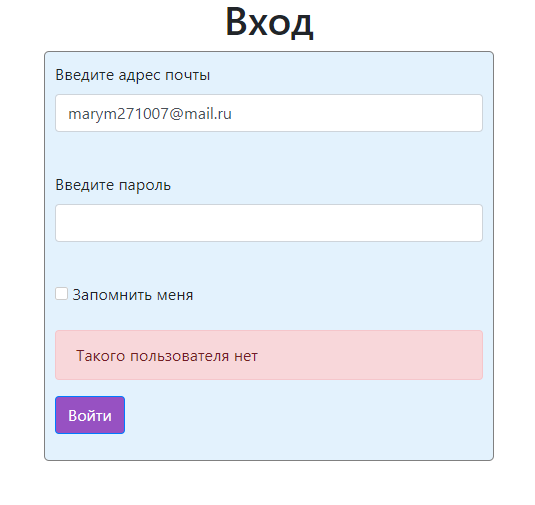 Вход
Введите адрес почты
marym271007@mail.ru
Введите пароль
Запомнить меня
Такого пользователя нет
Войти